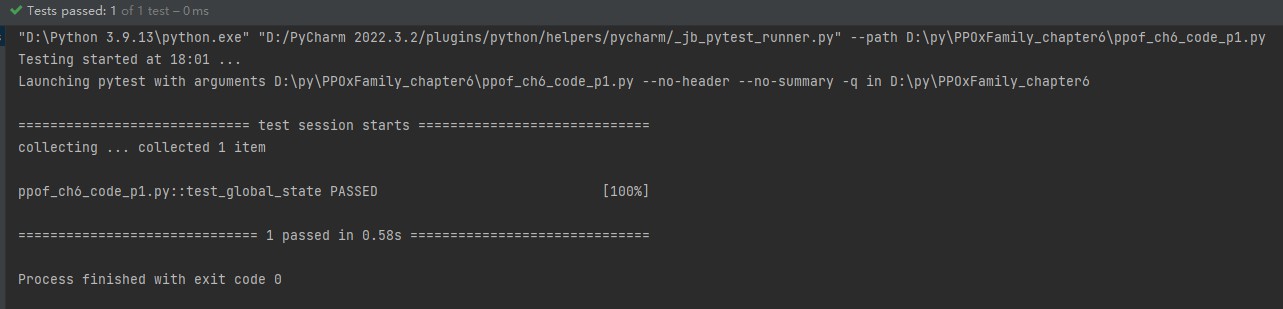 Tests passed: 1 of 1 test – 0 ms
"D:\Python 3.9.13\python.exe" "D:/PyCharm 2022.3.2/plugins/python/helpers/pycharm/_jb_pytest_runner.py" --path D:\py\PPOxFamily_chapter6\ppof_ch6_code_p1.py
Testing started at 18:01 ...
Launching pytest with arguments D:\py\PPOxFamily_chapter6\ppof_ch6_code_p1.py --no-header --no-summary -q in D:\py\PPOxFamily_chapter6
============================= test session starts =============================
collecting ... collected 1 item
ppof_ch6_code_p1.py::test_global_state PASSED                            [100%]
============================== 1 passed in 0.58s ==============================
Process finished with exit code 0